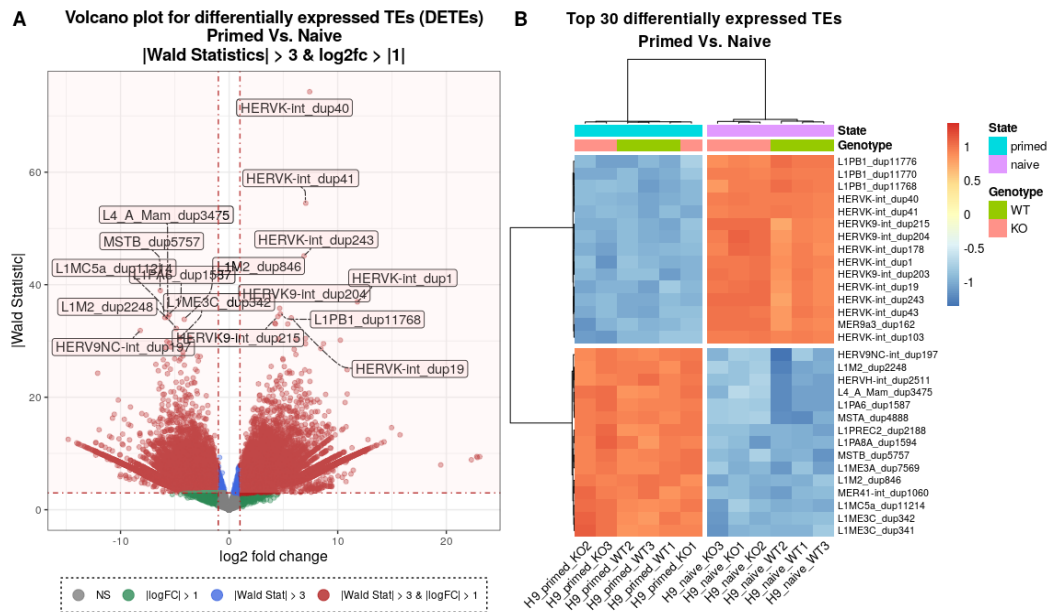 A
Volcano plot for differentially expressed TEs (DETEs)
Primed Vs. Naive
|Wald Statistics| > 3 & log2fc > |1|
HERVK-int_dup40
HERVK-int_dup41
L4_A_Mam_dup3475
MSTB_dup5757
HERVK-int_dup243
L1MC5a_dup11214
L1PA6_dup1587
L1M2_dup846
HERVK-int_dup1
HERVK9-int_dup204
L1M2_dup2248
L1ME3C_dup342
L1PB1_dup11768
HERVK9-int_dup215
HERV9NC-int_dup197
HERVK-int_dup19
|Wald Statistic|
60
40
20
0
-10
0
10
20
log2 fold change
NS
|logFC| > 1
|Wald Stat| > 3
|Wald Stat| > 3 & |logFC| > 1
B
Top 30 differentially expressed TEs
Primed Vs. Naive
State
Genotype
L1PB1_dup11776
L1PB1_dup11770
L1PB1_dup11768
HERVK-int_dup40
HERVK-int_dup41
HERVK9-int_dup215
HERVK9-int_dup204
HERVK-int_dup178
HERVK-int_dup1
HERVK9-int_dup203
HERVK-int_dup19
HERVK-int_dup243
HERVK-int_dup43
MER9a3_dup162
HERVK-int_dup103
HERV9NC-int_dup197
L1M2_dup2248
HERVH-int_dup2511
L4_A_Mam_dup3475
L1PA6_dup1587
MSTA_dup4888
L1PREC2_dup2188
L1PA8A_dup1594
MSTB_dup5757
L1ME3A_dup7569
L1M2_dup846
MER41-int_dup1060
L1MC5a_dup11214
L1ME3C_dup342
L1ME3C_dup341
H9_primed_KO2
H9_primed_KO3
H9_primed_WT2
H9_primed_WT3
H9_primed_WT1
H9_primed_KO1
H9_naive_KO3
H9_naive_KO1
H9_naive_KO2
H9_naive_WT2
H9_naive_WT1
H9_naive_WT3
1
0.5
0
-0.5
-1
State
primed
naive
Genotype
WT
KO